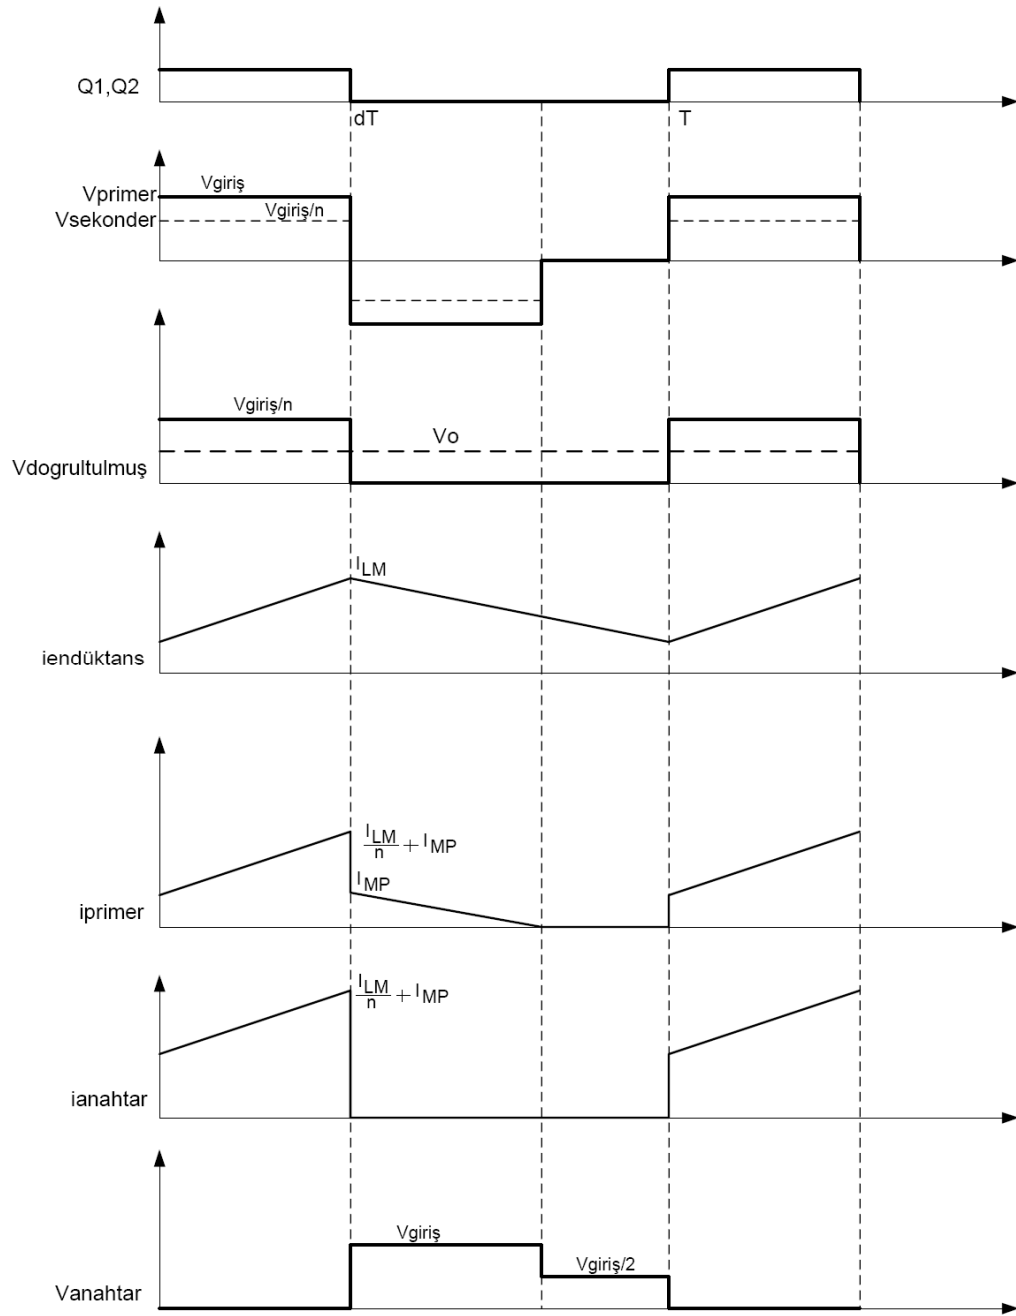 Q1,Q2
dT
T
Vprimer
Vgiriş
Vsekonder
Vgiriş/n
Vgiriş/n
Vo
Vdogrultulmuş
ILM
iendüktans
ILM/n + IMP
IMP
iprimer
ILM/n + IMP
ianahtar
Vgiriş
Vgiriş/2
Vanahtar